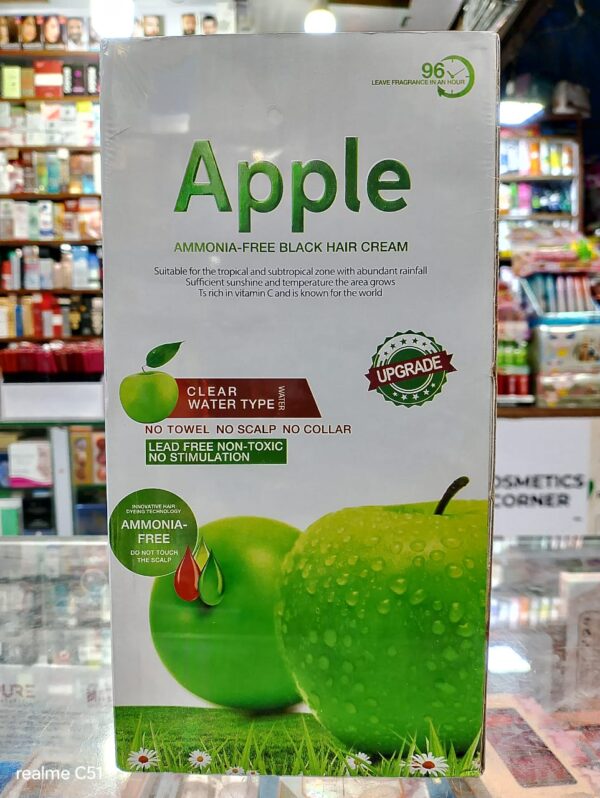 96
LEAVE FRAGRANCE IN AN HOUR
Apple
AMMONIA-FREE BLACK HAIR CREAM
Suitable for the tropical and subtropical zone with abundant rainfall
Sufficient sunshine and temperature the area grows
Ts rich in vitamin C and is known for the world
UPGRADE
CLEAR
WATER TYPE
WATER
NO TOWEL NO SCALP NO COLLAR
LEAD FREE NON-TOXIC
NO STIMULATION
INNOVATIVE HAIR
DYEING TECHNOLOGY
AMMONIA-
FREE
DO NOT TOUCH
THE SCALP
OSMETICS
CORNER
PURE
realme C51